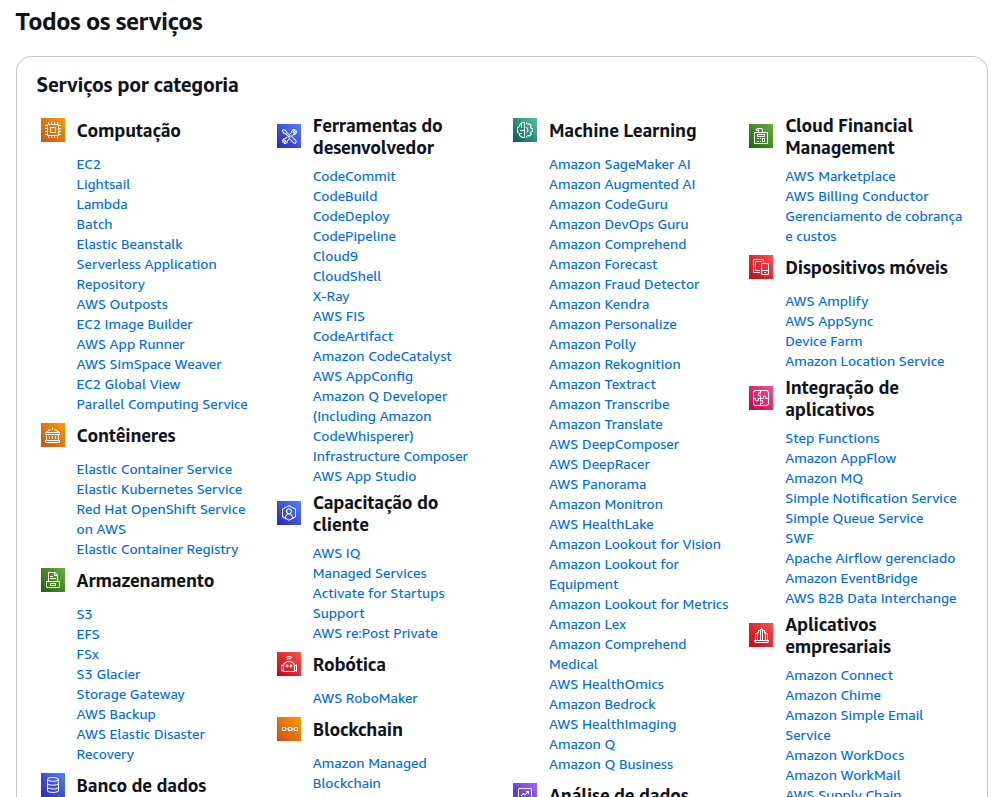 Todos os serviços
Serviços por categoria
Computação
EC2
Lightsail
Lambda
Batch
Elastic Beanstalk
Serverless Application
Repository
AWS Outposts
EC2 Image Builder
AWS App Runner
AWS SimSpace Weaver
EC2 Global View
Parallel Computing Service
Contêineres
Elastic Container Service
Elastic Kubernetes Service
Red Hat OpenShift Service
on AWS
Elastic Container Registry
Armazenamento
S3
EFS
FSx
S3 Glacier
Storage Gateway
AWS Backup
AWS Elastic Disaster
Recovery
Banco de dados
Ferramentas do
desenvolvedor
CodeCommit
CodeBuild
CodeDeploy
CodePipeline
Cloud9
CloudShell
X-Ray
AWS FIS
CodeArtifact
Amazon CodeCatalyst
AWS AppConfig
Amazon Q Developer
(Including Amazon
CodeWhisperer)
Infrastructure Composer
AWS App Studio
Capacitação do
cliente
AWS IQ
Managed Services
Activate for Startups
Support
AWS re:Post Private
Robótica
AWS RoboMaker
Blockchain
Amazon Managed
Blockchain
Machine Learning
Amazon SageMaker AI
Amazon Augmented AI
Amazon CodeGuru
Amazon DevOps Guru
Amazon Comprehend
Amazon Forecast
Amazon Fraud Detector
Amazon Kendra
Amazon Personalize
Amazon Polly
Amazon Rekognition
Amazon Textract
Amazon Transcribe
Amazon Translate
AWS DeepComposer
AWS DeepRacer
AWS Panorama
Amazon Monitron
AWS HealthLake
Amazon Lookout for Vision
Amazon Lookout for
Equipment
Amazon Lookout for Metrics
Amazon Lex
Amazon Comprehend
Medical
AWS HealthOmics
Amazon Bedrock
AWS HealthImaging
Amazon Q
Amazon Q Business
Análise de dados
Cloud Financial
Management
AWS Marketplace
AWS Billing Conductor
Gerenciamento de cobrança
e custos
Dispositivos móveis
AWS Amplify
AWS AppSync
Device Farm
Amazon Location Service
Integração de
aplicativos
Step Functions
Amazon AppFlow
Amazon MQ
Simple Notification Service
Simple Queue Service
SWF
Apache Airflow gerenciado
Amazon EventBridge
AWS B2B Data Interchange
Aplicativos
empresariais
Amazon Connect
Amazon Chime
Amazon Simple Email
Service
Amazon WorkDocs
Amazon WorkMail
AWS Supply Chain